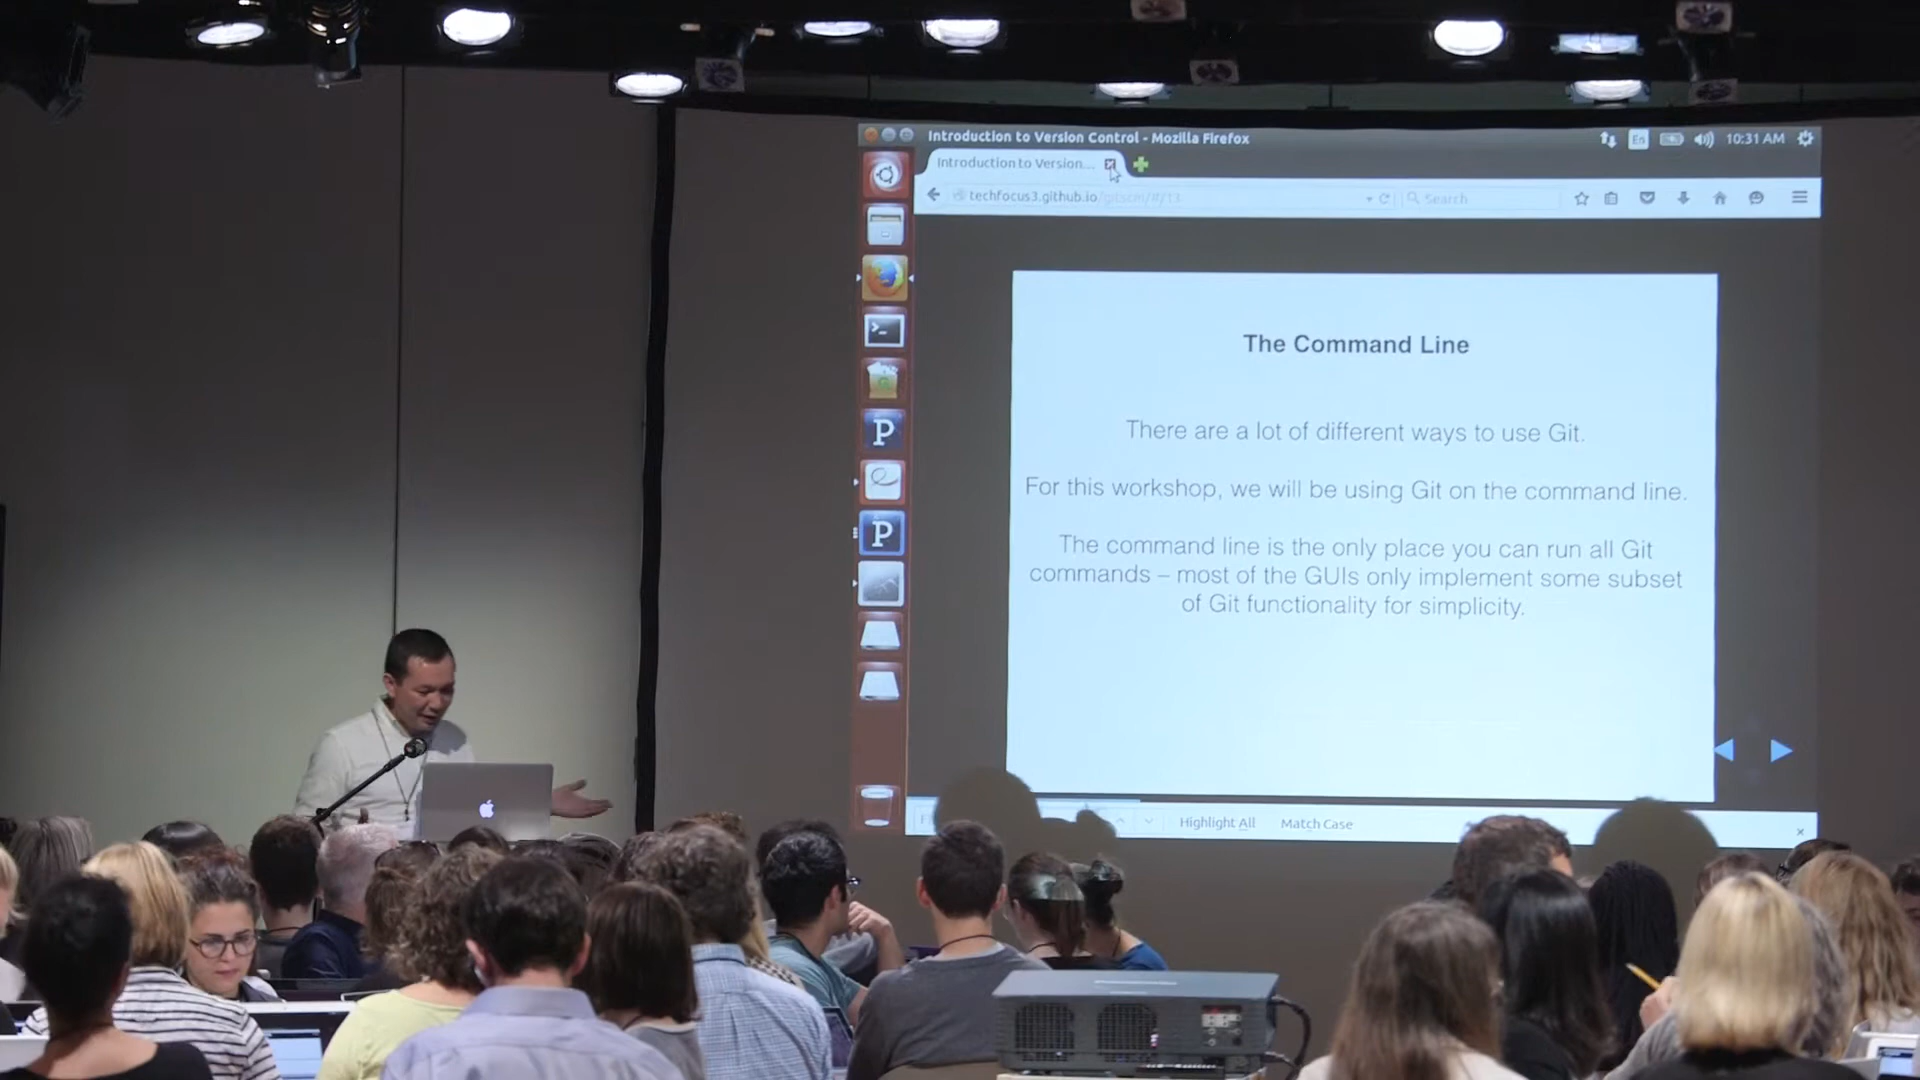 Introduction to Version Control - Mozilla Firefox
En
10:31 AM
Introduction to Version...
techfocus3.github.io/gitscm/#/13
Search
The Command Line
There are a lot of different ways to use Git.
For this workshop, we will be using Git on the command line.
The command line is the only place you can run all Git
commands – most of the GUIs only implement some subset
of Git functionality for simplicity.
P
P
Highlight All
Match Case